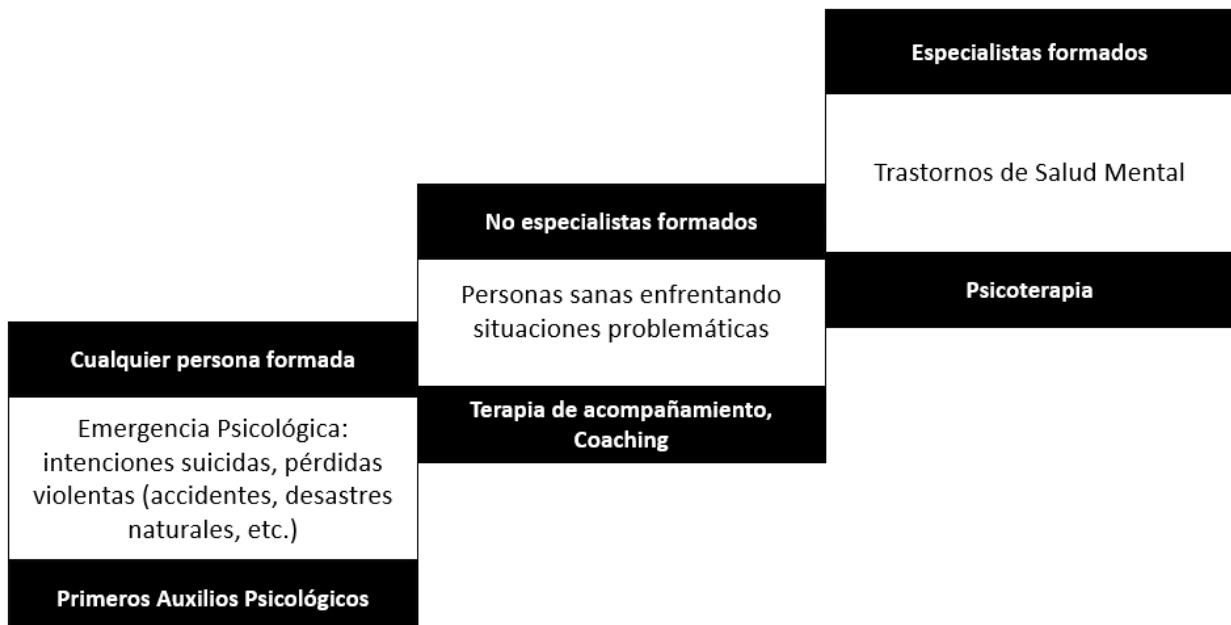 Especialistas formados
Trastornos de Salud Mental
Psicoterapia
No especialistas formados
Personas sanas enfrentando
situaciones problemáticas
Terapia de acompañamiento,
Coaching
Cualquier persona formada
Emergencia Psicológica:
intenciones suicidas, pérdidas
violentas (accidentes, desastres
naturales, etc.)
Primeros Auxilios Psicológicos